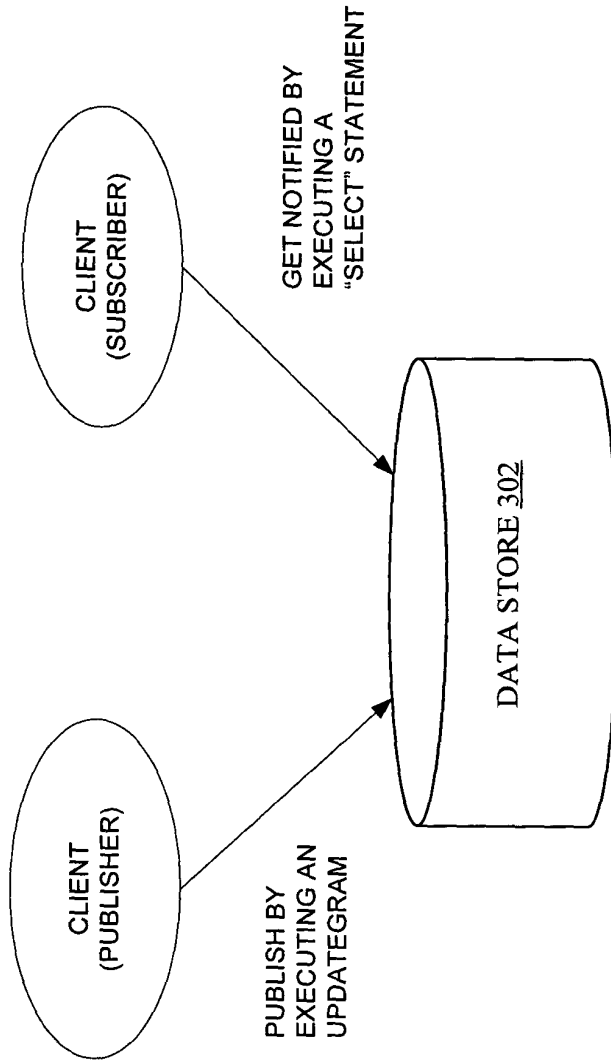 CLIENT
(PUBLISHER)
CLIENT
(SUBSCRIBER)
PUBLISH BY
EXECUTING AN
UPDATEGRAM
GET NOTIFIED BY
EXECUTING A
“SELECT” STATEMENT
DATA STORE 302